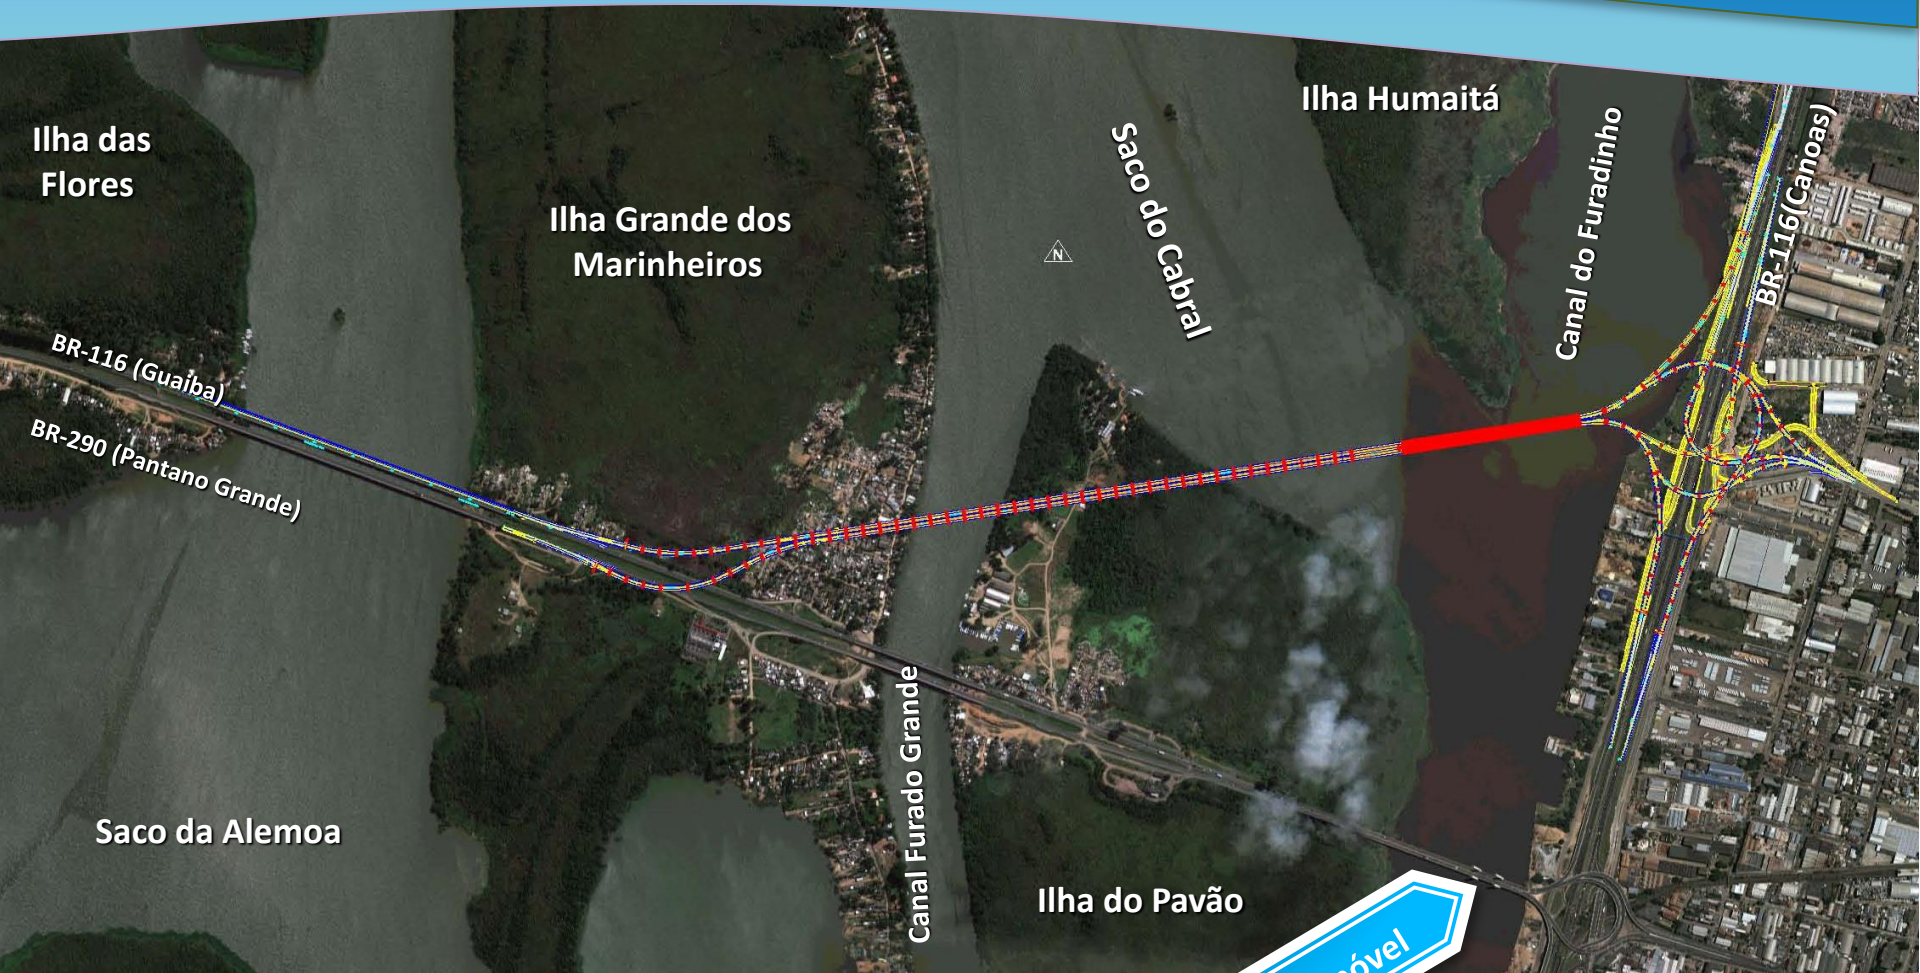 Ilha das
Flores
Ilha Grande dos
Marinheiros
Saco do Cabral
N
Ilha Humaitá
Canal do Furadinho
BR-116(Canoas)
BR-116 (Guaíba)
BR-290 (Pantano Grande)
Saco da Alemoa
Canal Furado Grande
Ilha do Pavão